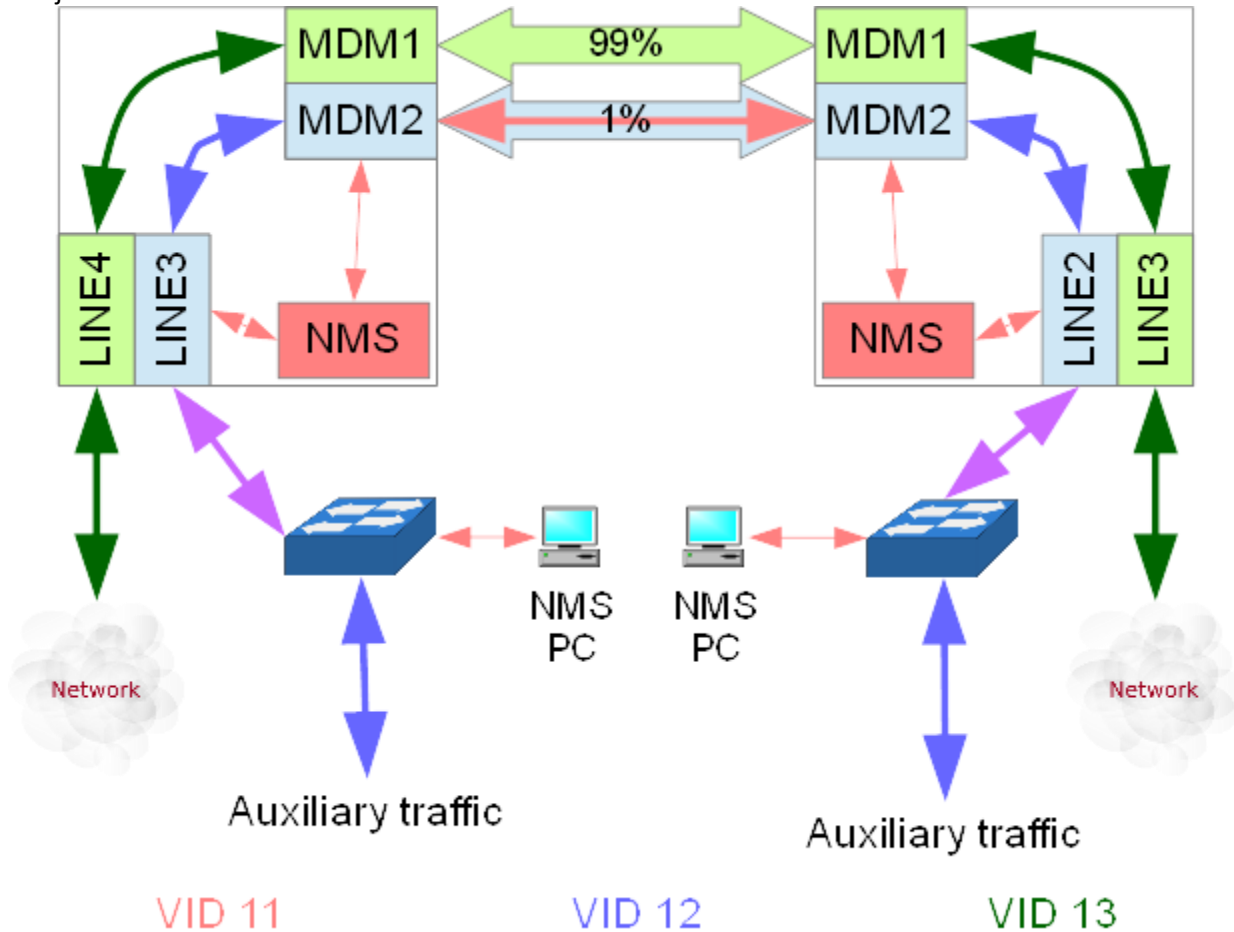 MDM1
99%
MDM1
MDM2
1%
MDM2
LINE4
LINE3
NMS
NMS
LINE2
LINE3
NMS
PC
NMS
PC
Network
Network
Auxiliary traffic
Auxiliary traffic
VID 11
VID 12
VID 13